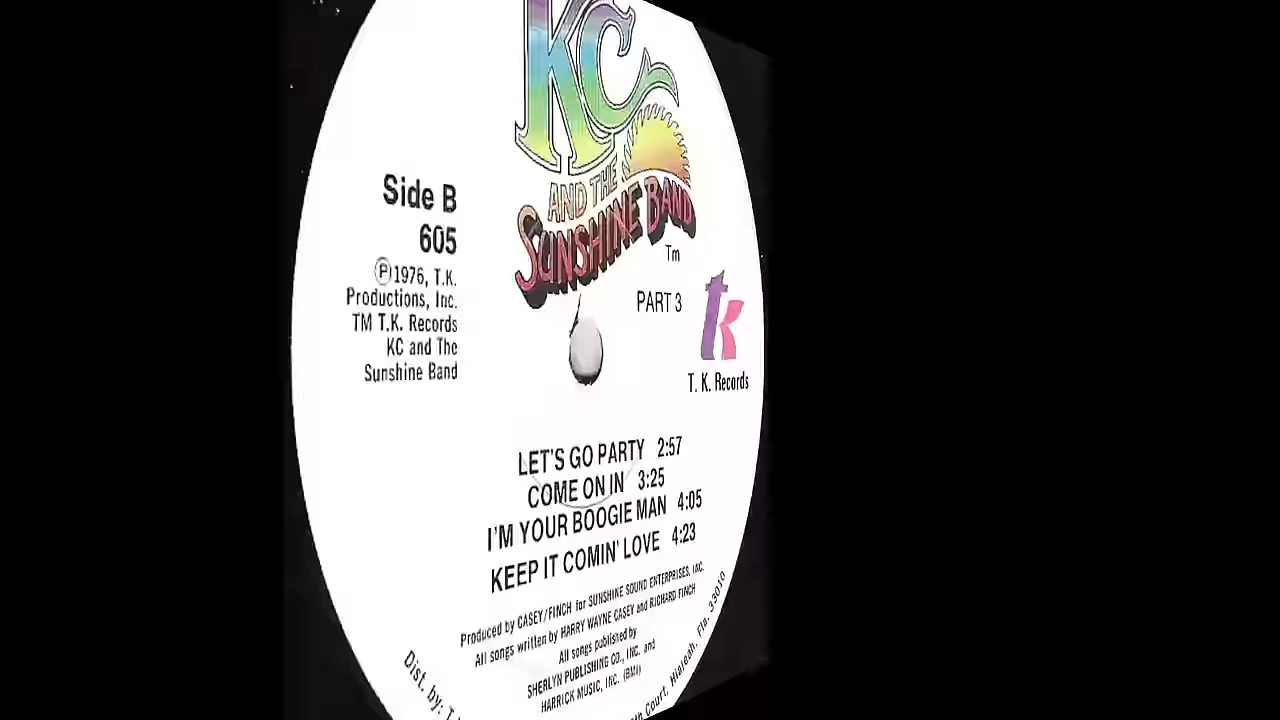 KC
AND THE
SUNSHINE BAND
Tm
Side B
605
Ⓟ1976, T.K.
Productions, Inc.
TM T.K. Records
KC and The
Sunshine Band
PART 3
tk
T. K. Records
LET'S GO PARTY 2:57
COME ON IN 3:25
I'M YOUR BOOGIE MAN 4:05
KEEP IT COMIN' LOVE 4:23
Produced by CASEY/FINCH for SUNSHINE SOUND ENTERPRISES, INC.
All songs written by HARRY WAYNE CASEY and RICHARD FINCH
All songs published by
SHERLYN PUBLISHING CO., INC. and
HARRICK MUSIC, INC. (BMI)
Dist. by: T. Court, Hialeah, Fla. 33010